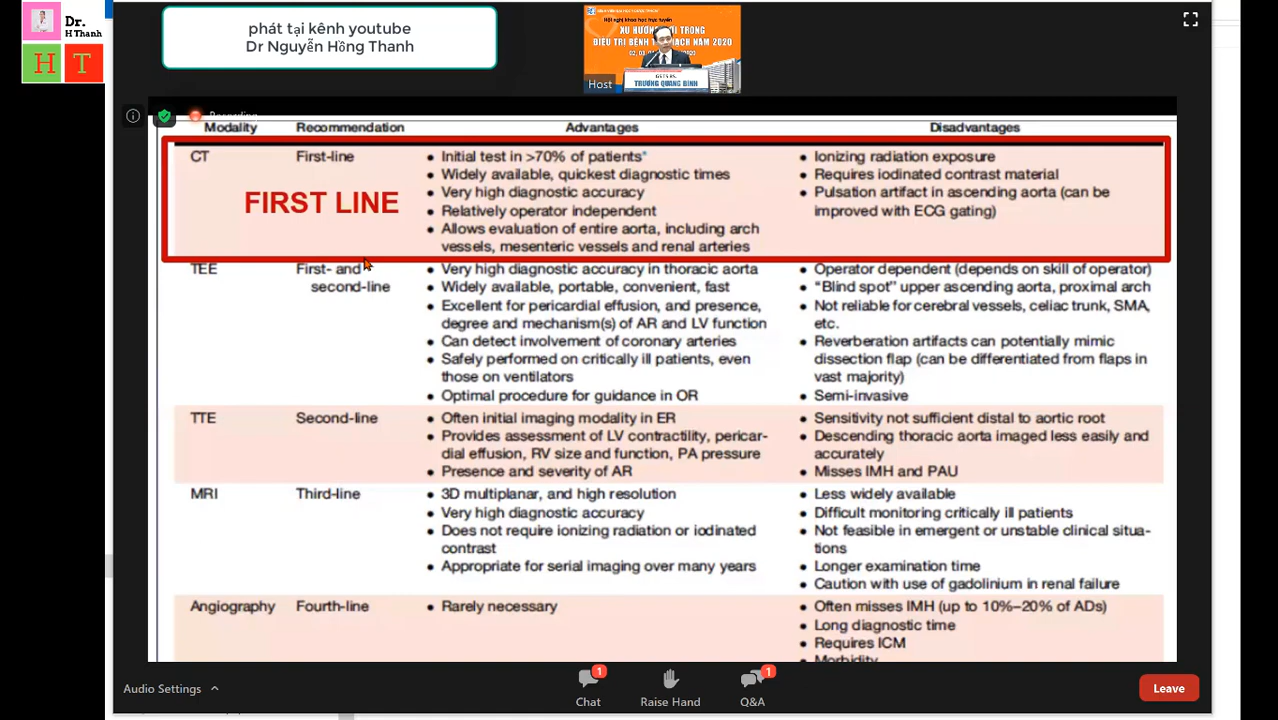 Dr.
H Thanh
H T
phát tại kênh youtube
Dr Nguyễn Hồng Thanh
Hội nghị khoa học trực tuyến
ĐIỀU TRỊ BỆNH
NĂM 2020
TRƯƠNG QUANG BÌNH
Host
Recording
Modality Recommendation Advantages Disadvantages
CT First-line • Initial test in >70% of patients* • Ionizing radiation exposure
• Widely available, quickest diagnostic times • Requires iodinated contrast material
FIRST LINE • Very high diagnostic accuracy • Pulsation artifact in ascending aorta (can be
• Relatively operator independent improved with ECG gating)
• Allows evaluation of entire aorta, including arch
vessels, mesenteric vessels and renal arteries
TEE First- and • Very high diagnostic accuracy in thoracic aorta • Operator dependent (depends on skill of operator)
second-line • Widely available, portable, convenient, fast • “Blind spot” upper ascending aorta, proximal arch
• Excellent for pericardial effusion, and presence, • Not reliable for cerebral vessels, celiac trunk, SMA,
degree and mechanism(s) of AR and LV function etc.
• Can detect involvement of coronary arteries • Reverberation artifacts can potentially mimic
• Safely performed on critically ill patients, even dissection flap (can be differentiated from flaps in
those on ventilators vast majority)
• Optimal procedure for guidance in OR • Semi-invasive
TTE Second-line • Often initial imaging modality in ER • Sensitivity not sufficient distal to aortic root
• Provides assessment of LV contractility, pericar- • Descending thoracic aorta imaged less easily and
dial effusion, RV size and function, PA pressure accurately
• Presence and severity of AR • Misses IMH and PAU
MRI Third-line • 3D multiplanar, and high resolution • Less widely available
• Very high diagnostic accuracy • Difficult monitoring critically ill patients
• Does not require ionizing radiation or iodinated • Not feasible in emergent or unstable clinical situa-
contrast tions
• Appropriate for serial imaging over many years • Longer examination time
• Caution with use of gadolinium in renal failure
Angiography Fourth-line • Rarely necessary • Often misses IMH (up to 10%–20% of ADs)
• Long diagnostic time
• Requires ICM
• Morbidity
Audio Settings
1 1
Chat Raise Hand Q&A Leave